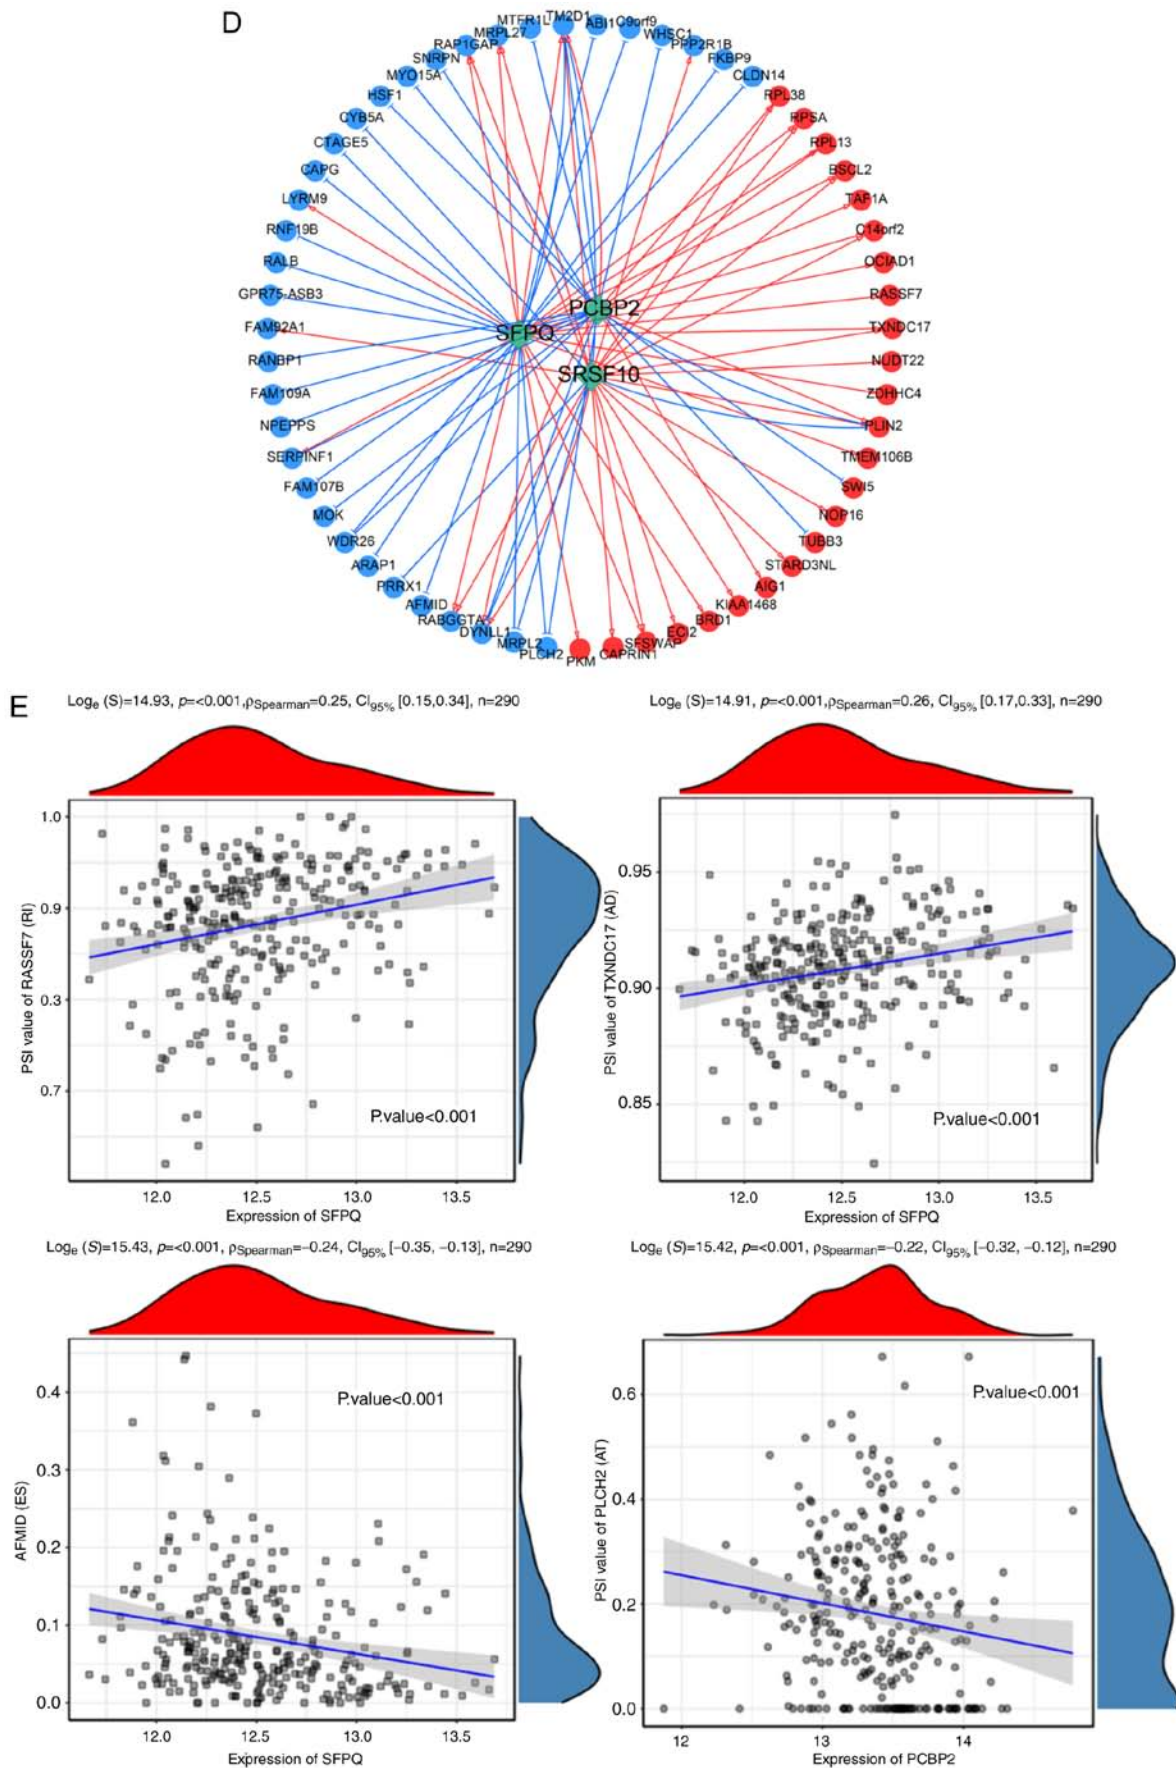 D
MTFR1L
TM2D1
ABI1
C9orf9
MRPL27
WHSC1
RAP1GAP
PPP2R1B
SNRPN
FKBP9
MYO15A
CLDN14
HSF1
RPL38
CYB5A
RPSA
CTAGE5
RPL13
CAPG
BSCL2
LYRM9
TAF1A
RNF19B
C14orf2
RALB
OCIAD1
GPR75-ASB3
RASSF7
PCBP2
FAM92A1
SFPQ
TXNDC17
RANBP1
NUDT22
SRSF10
FAM109A
ZDHHC4
NPEPPS
PLIN2
SERPINF1
TMEM106B
FAM107B
SWI5
MOK
NOP16
WDR26
TUBB3
ARAP1
STARD3NL
PRRX1
AIG1
AFMID
KIAA1468
RABGGTA
BRD1
DYNLL1
ECI2
MRPL2
SFSWAP
PLCH2
CAPRIN1
PKM
E
Loge (S)=14.93, p=<0.001,ρSpearman=0.25, CI95% [0.15,0.34], n=290
PSI value of RASSF7 (RI)
1.0
0.9
0.3
0.7
P.value<0.001
12.0 12.5 13.0 13.5
Expression of SFPQ
Loge (S)=14.91, p=<0.001,ρSpearman=0.26, CI95% [0.17,0.33], n=290
PSI value of TXNDC17 (AD)
0.95
0.90
0.85
P.value<0.001
12.0 12.5 13.0 13.5
Expression of SFPQ
Loge (S)=15.43, p=<0.001, ρSpearman=−0.24, CI95% [−0.35, −0.13], n=290
AFMID (ES)
0.4
0.3
0.2
0.1
0.0
P.value<0.001
12.0 12.5 13.0 13.5
Expression of SFPQ
Loge (S)=15.42, p=<0.001, ρSpearman=−0.22, CI95% [−0.32, −0.12], n=290
PSI value of PLCH2 (AT)
0.6
0.4
0.2
0.0
P.value<0.001
12 13 14
Expression of PCBP2